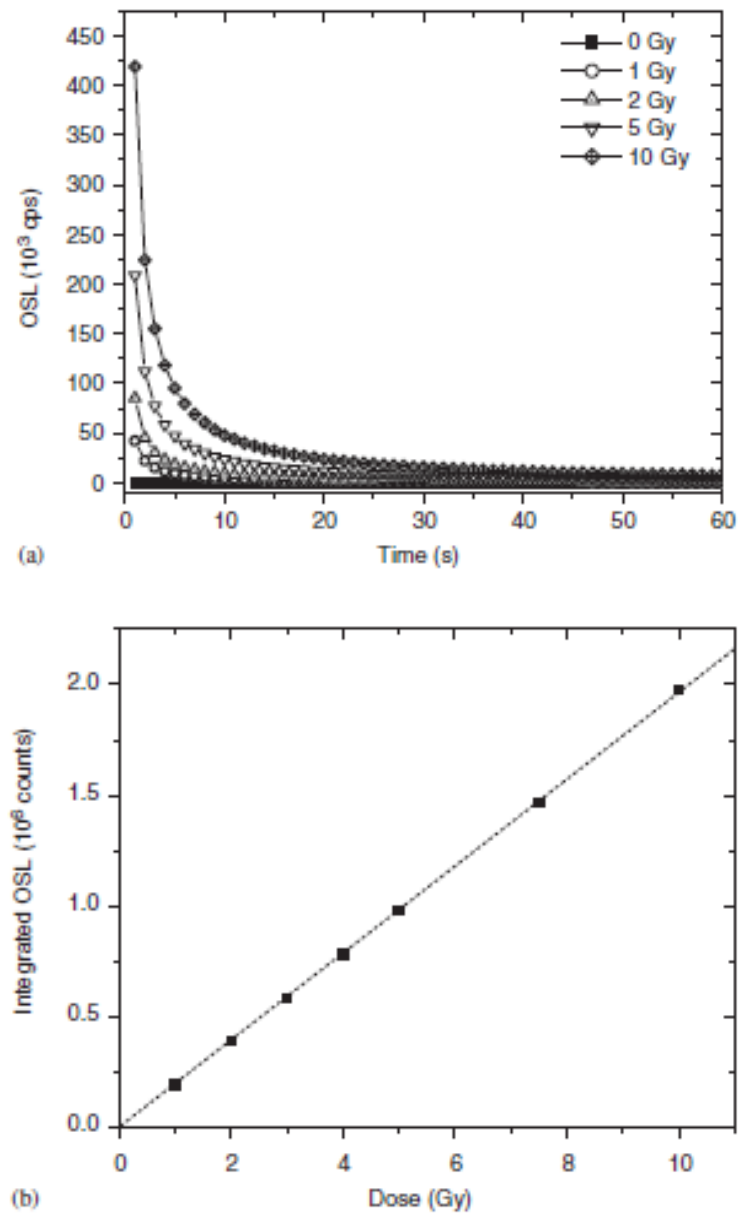 450
400
350
300
250
200
150
100
50
0
OSL (10³ cps)
0 Gy
1 Gy
2 Gy
5 Gy
10 Gy
0 10 20 30 40 50 60
(a)
Time (s)
2.0
1.5
1.0
0.5
0.0
Integrated OSL (10⁶ counts)
0 2 4 6 8 10
(b)
Dose (Gy)